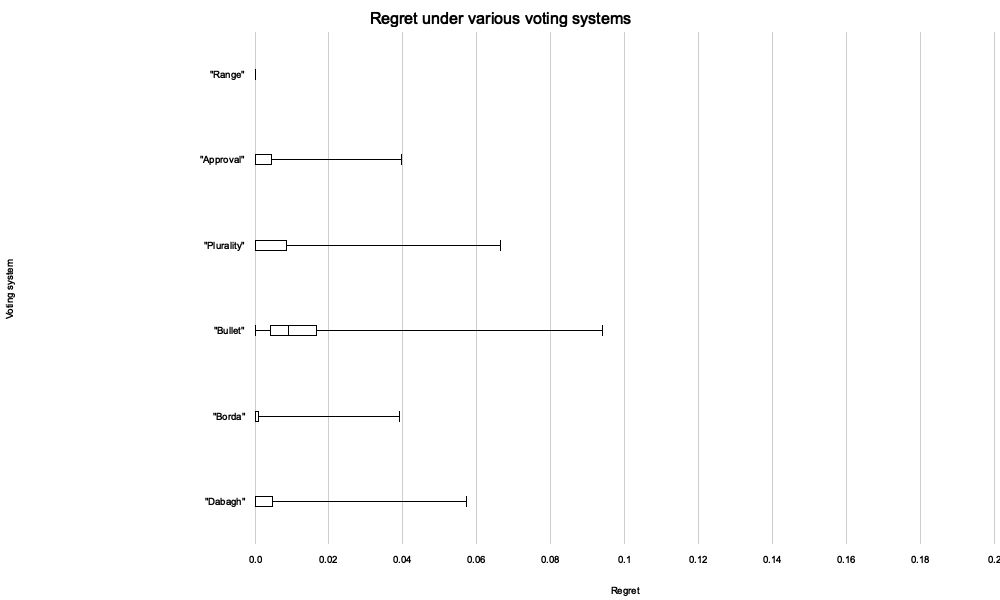 Regret under various voting systems
"Range"
"Approval"
"Plurality"
Voting system
"Bullet"
"Borda"
"Dabagh"
0.0 0.02 0.04 0.06 0.08 0.1 0.12 0.14 0.16 0.18 0.2
Regret